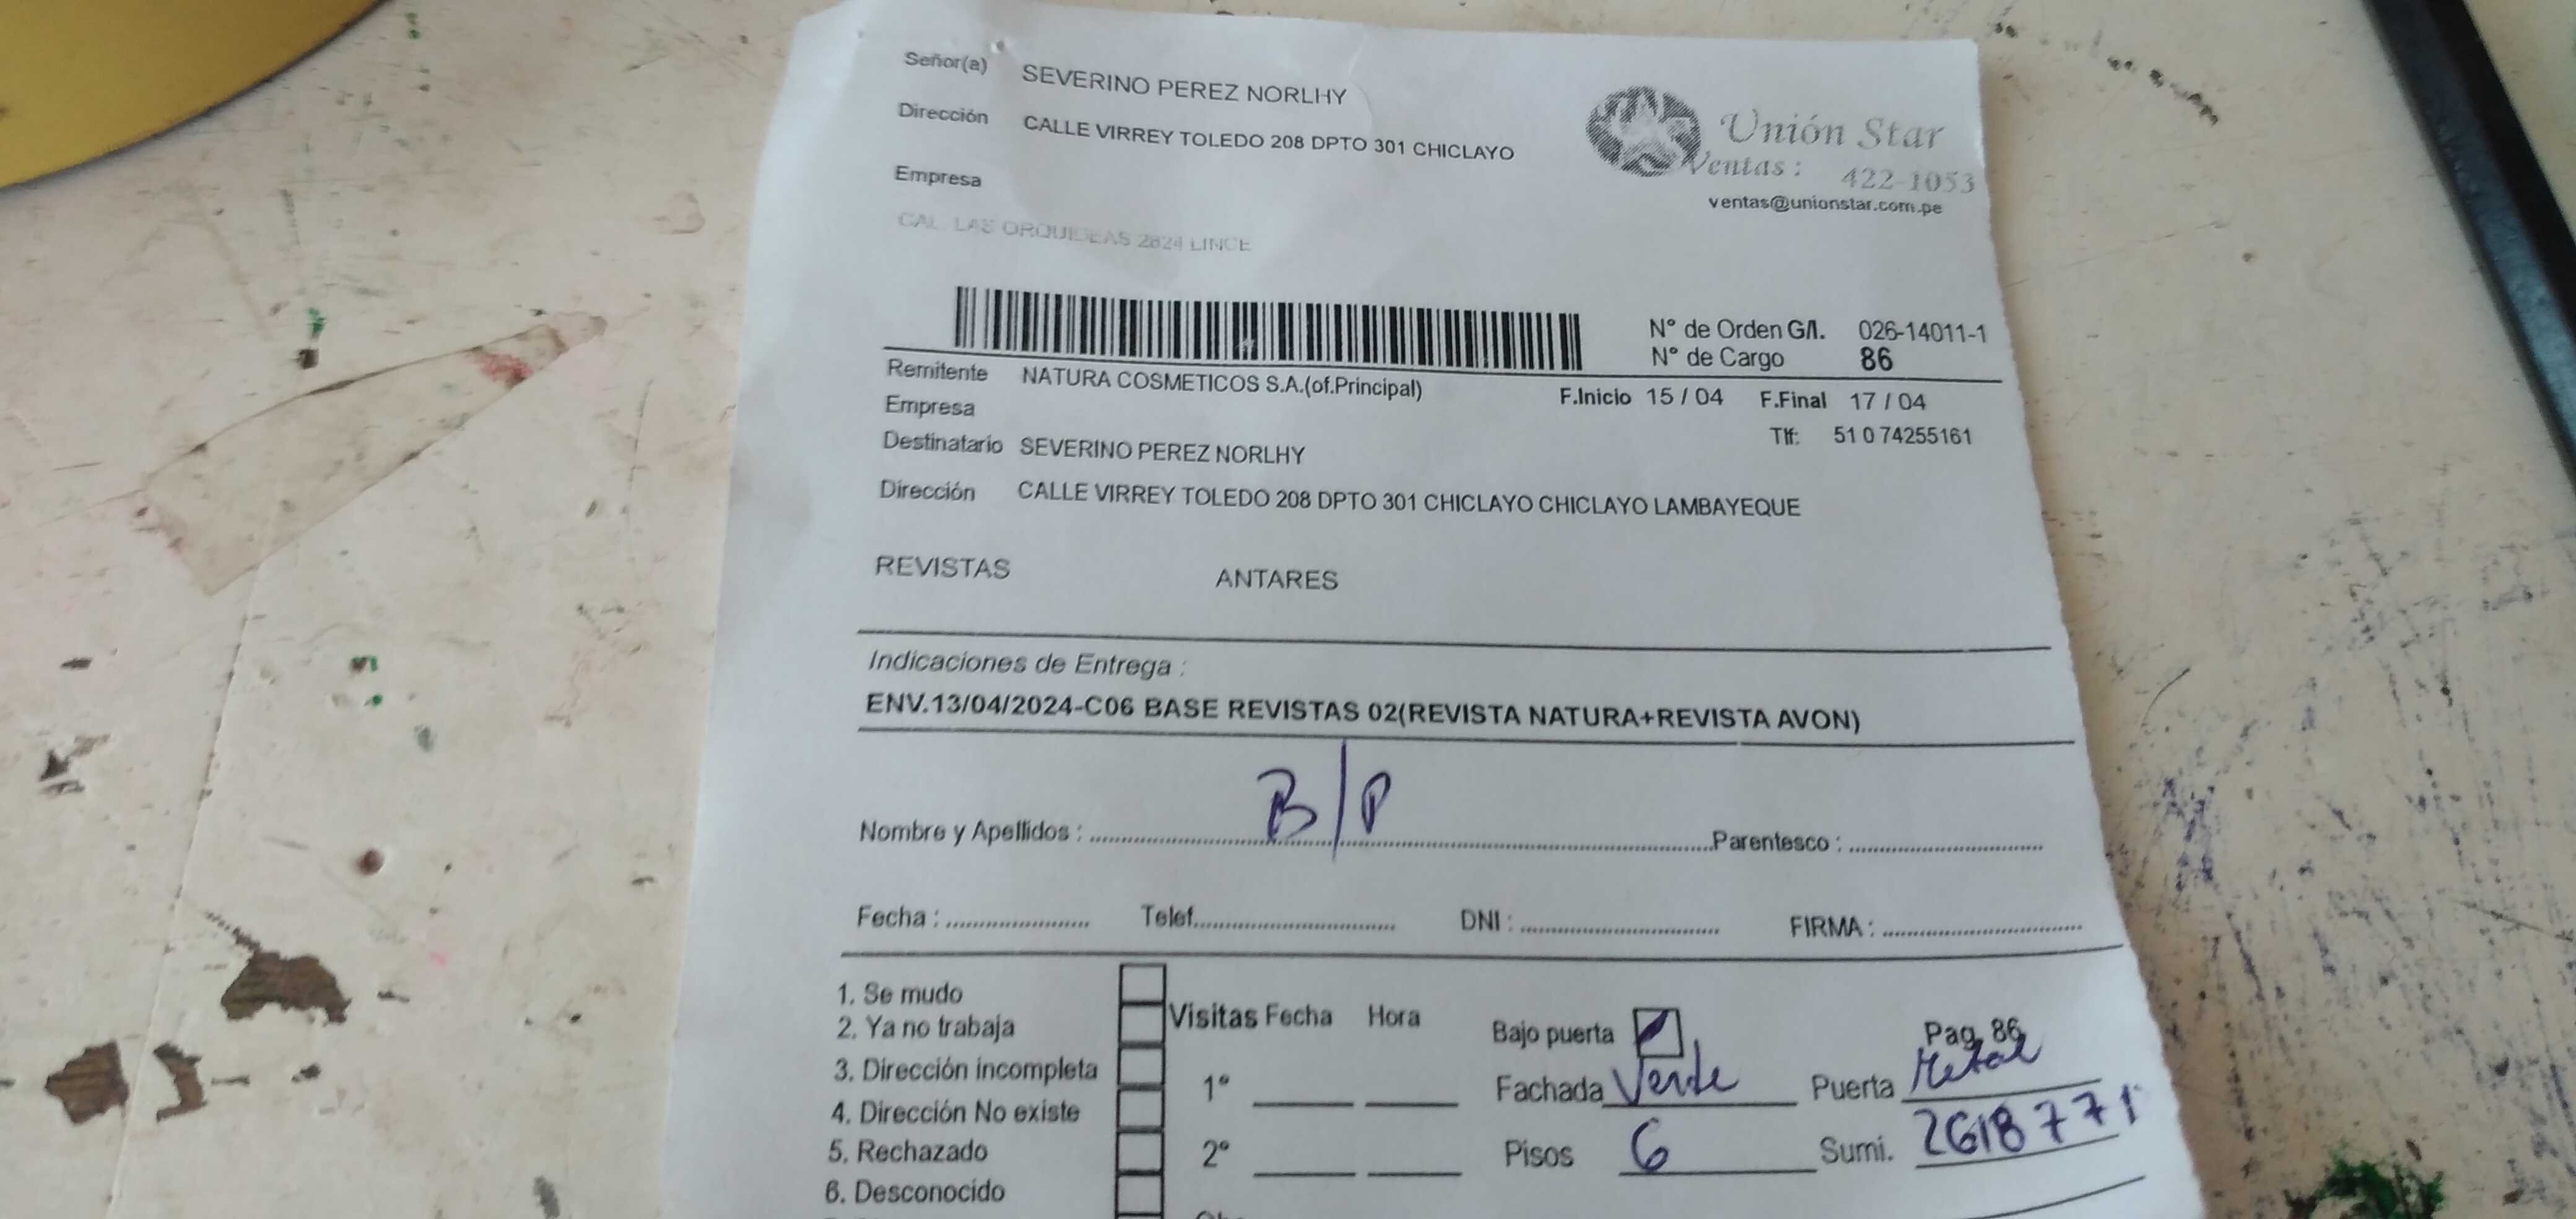 Señor(a) SEVERINO PEREZ NORLHY
Dirección CALLE VIRREY TOLEDO 208 DPTO 301 CHICLAYO
Empresa
CAL. LAS ORQUIDEAS 2824 LINCE
Unión Star
Ventas : 422-1053
ventas@unionstar.com.pe
N° de Orden G/I. 026-14011-1
N° de Cargo 86
Remitente NATURA COSMETICOS S.A.(of.Principal) F.Inicio 15 / 04 F.Final 17 / 04
Empresa
Tlf: 51 0 74255161
Destinatario SEVERINO PEREZ NORLHY
Dirección CALLE VIRREY TOLEDO 208 DPTO 301 CHICLAYO CHICLAYO LAMBAYEQUE
REVISTAS ANTARES
Indicaciones de Entrega :
ENV.13/04/2024-C06 BASE REVISTAS 02(REVISTA NATURA+REVISTA AVON)
B/P
Nombre y Apellidos : Parentesco :
Fecha : Telef. DNI : FIRMA :
1. Se mudo
2. Ya no trabaja
3. Dirección incompleta
4. Dirección No existe
5. Rechazado
6. Desconocido
Visitas Fecha Hora
1°
2°
Bajo puerta Pag. 86
Fachada Verde Puerta Metal
Pisos 6 Sumi. 2618771